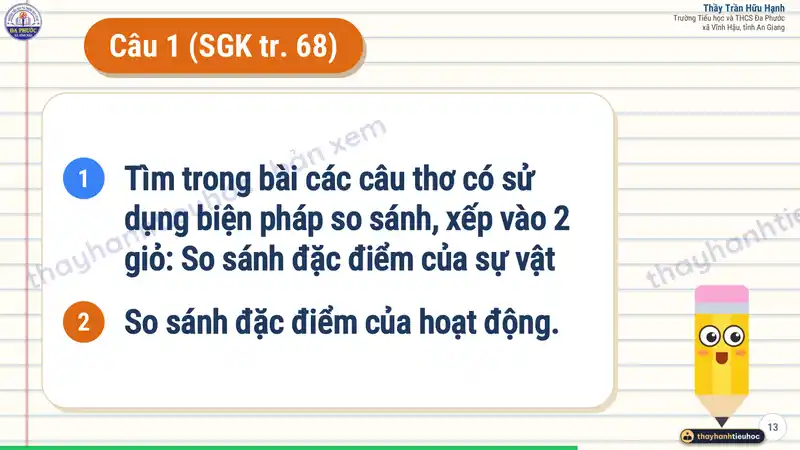 Thầy Trần Hữu Hạnh
Trường Tiểu học và THCS Đa Phước
xã Vĩnh Hậu, tỉnh An Giang
ĐA PHƯỚC
Câu 1 (SGK tr. 68)
1
Tìm trong bài các câu thơ có sử
dụng biện pháp so sánh, xếp vào 2
giỏ: So sánh đặc điểm của sự vật
2
So sánh đặc điểm của hoạt động.
13
thayhanhtieuhoc